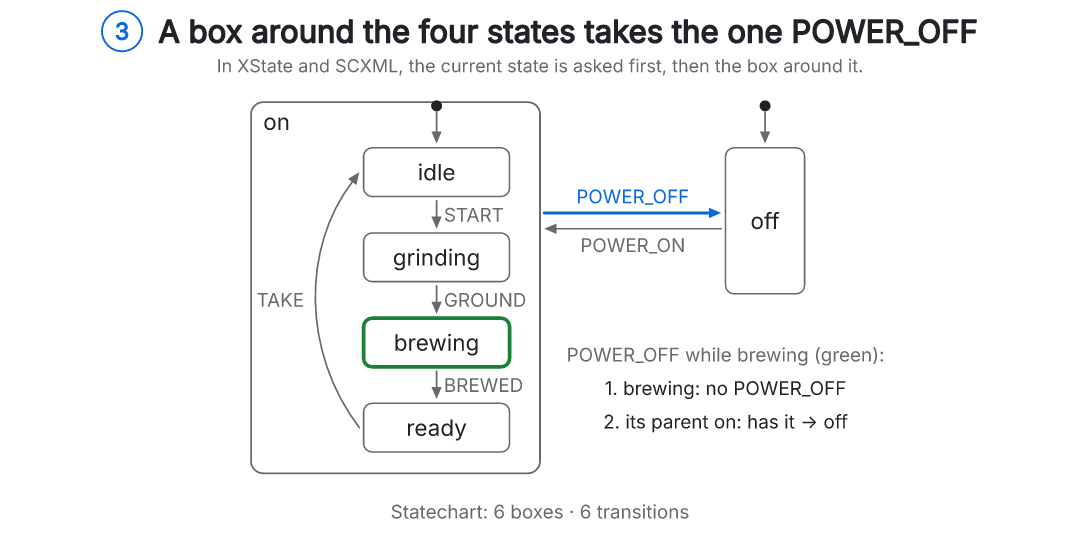 3 A box around the four states takes the one POWER_OFF
In XState and SCXML, the current state is asked first, then the box around it.
on
idle
START
grinding
TAKE
GROUND
brewing
BREWED
ready
POWER_OFF
POWER_ON
off
POWER_OFF while brewing (green):
1. brewing: no POWER_OFF
2. its parent on: has it → off
Statechart: 6 boxes · 6 transitions